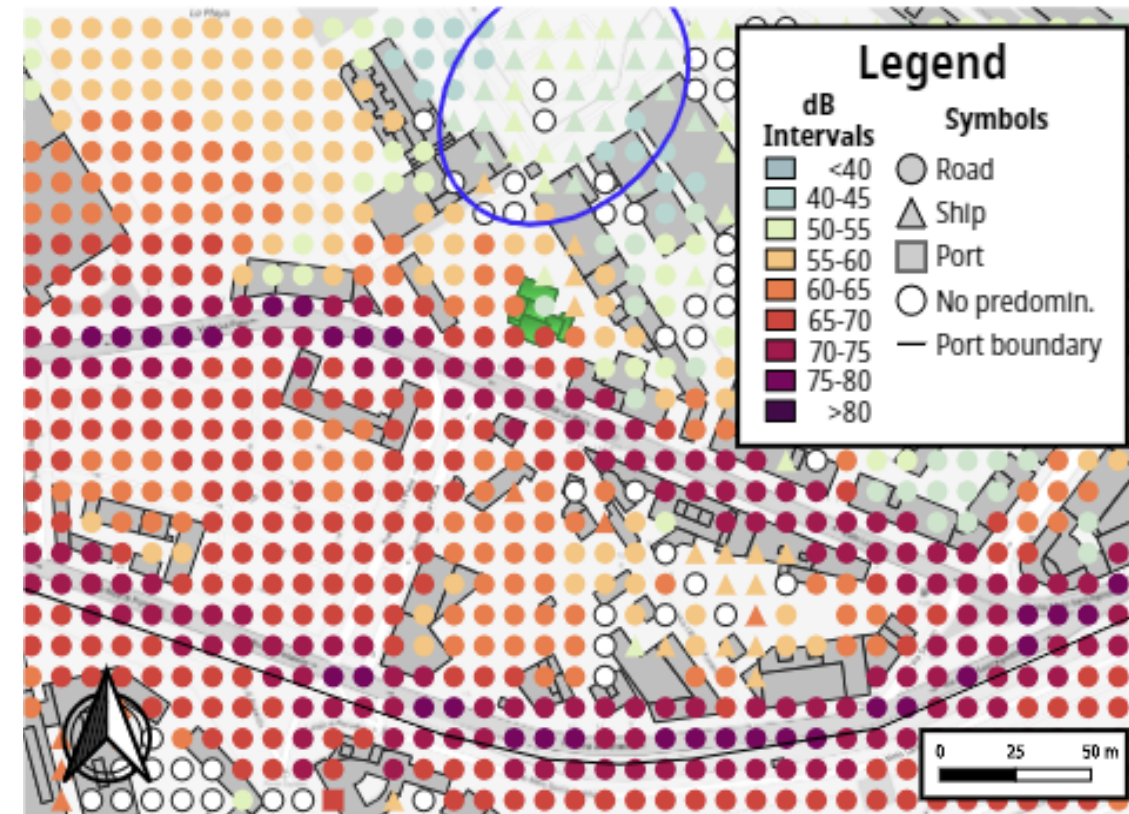 Legend
dB
Intervals
Symbols
<40
40-45
50-55
55-60
60-65
65-70
70-75
75-80
>80
Road
Ship
Port
No predomin.
Port boundary
0 25 50 m